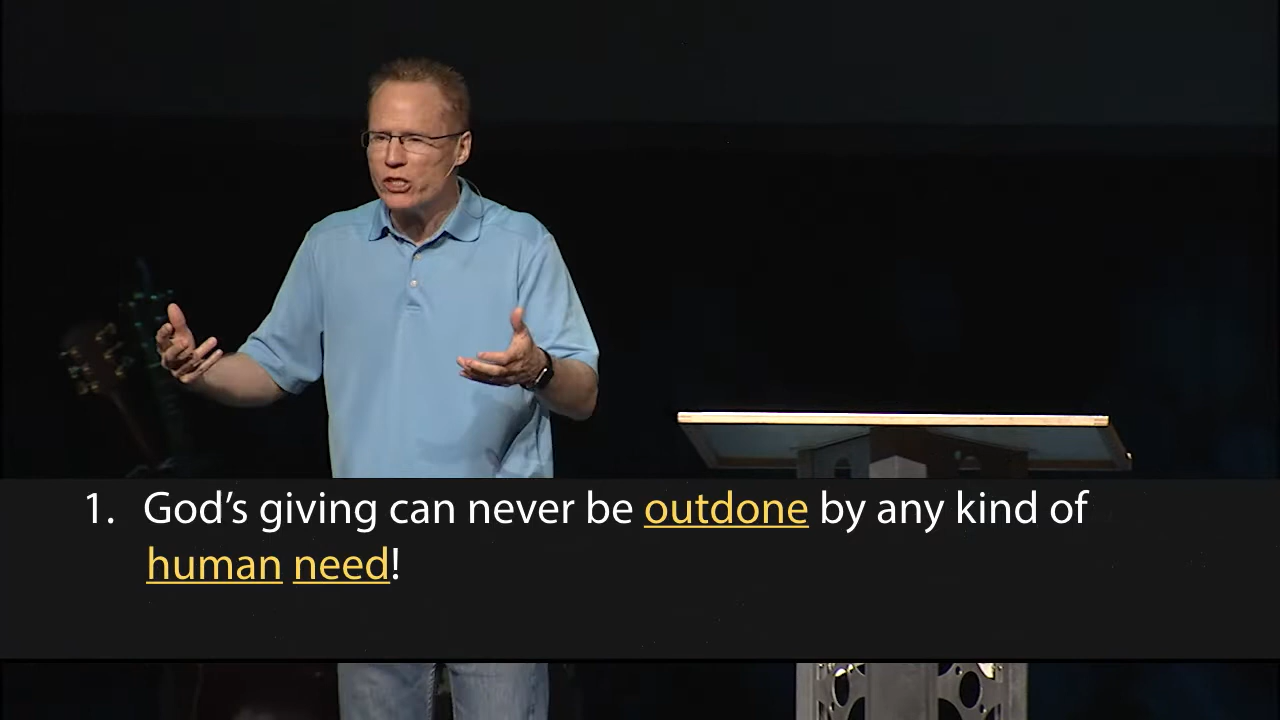 1. God’s giving can never be outdone by any kind of
human need!